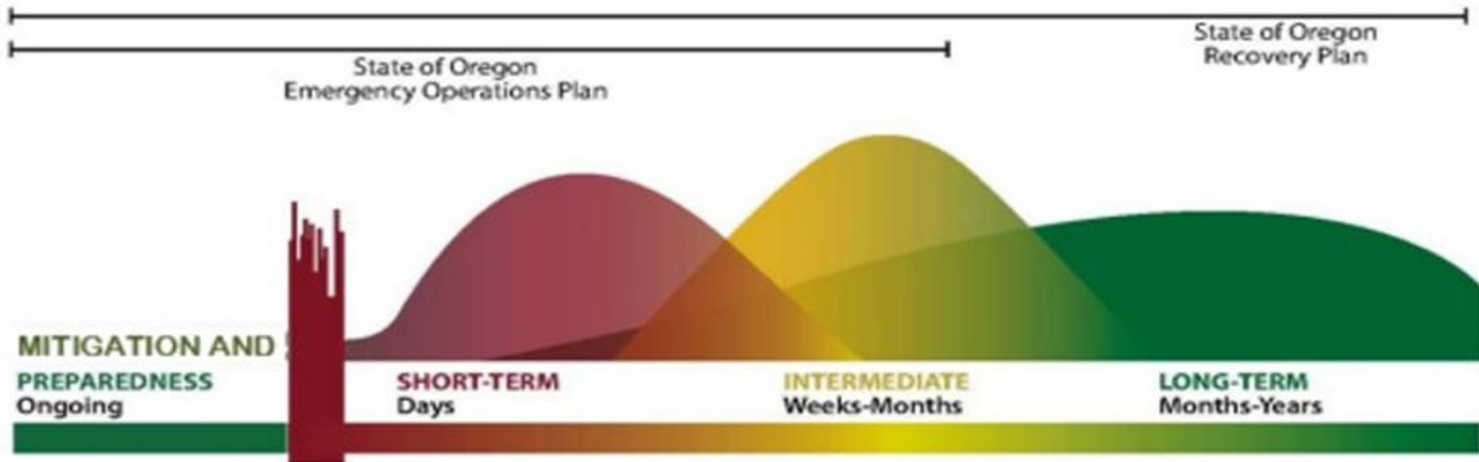 State of Oregon
Recovery Plan
State of Oregon
Emergency Operations Plan
MITIGATION AND
PREPAREDNESS
Ongoing
SHORT-TERM
Days
INTERMEDIATE
Weeks-Months
LONG-TERM
Months-Years